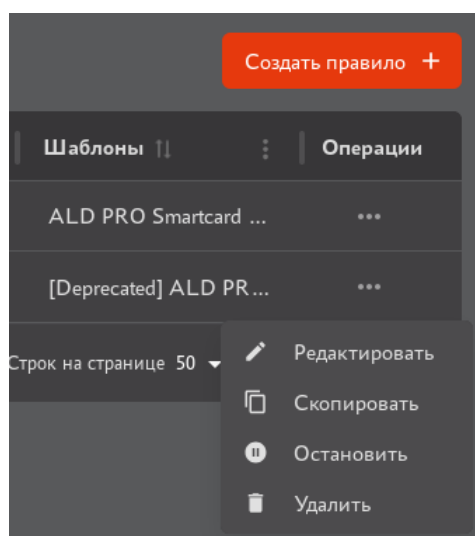 Создать правило +
Шаблоны
Операции
ALD PRO Smartcard ...
[Deprecated] ALD PR...
Строк на странице 50
Редактировать
Скопировать
Остановить
Удалить